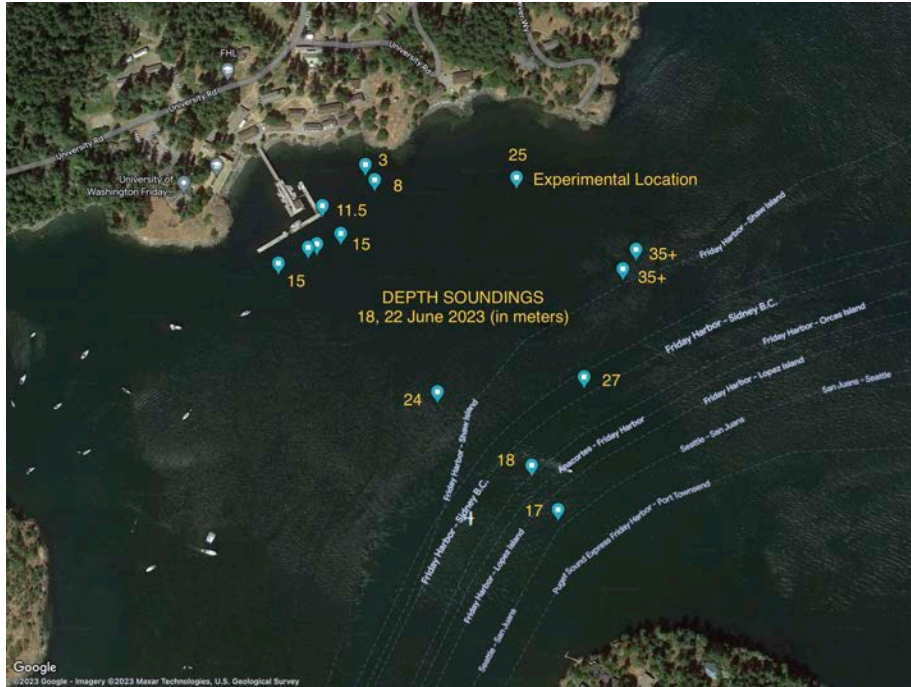 ever Wy
FHL
University Rd
University Rd
University Rd
University of
Washington Friday...
3
8
25
Experimental Location
11.5
15
15
35+
35+
DEPTH SOUNDINGS
18, 22 June 2023 (in meters)
24
27
18
17
Friday Harbor - Shaw Island
Friday Harbor - Sidney B.C.
Friday Harbor - Orcas Island
Friday Harbor - Lopez Island
San Juans - Seattle
Anacortes - Friday Harbor
Seattle - San Juans
Puget Sound Express Friday Harbor - Port Townsend
Friday Harbor - Shaw Island
Friday Harbor - Sidney B.C.
Friday Harbor - Lopez Island
Seattle - San Juans
Google
©2023 Google - Imagery ©2023 Maxar Technologies, U.S. Geological Survey